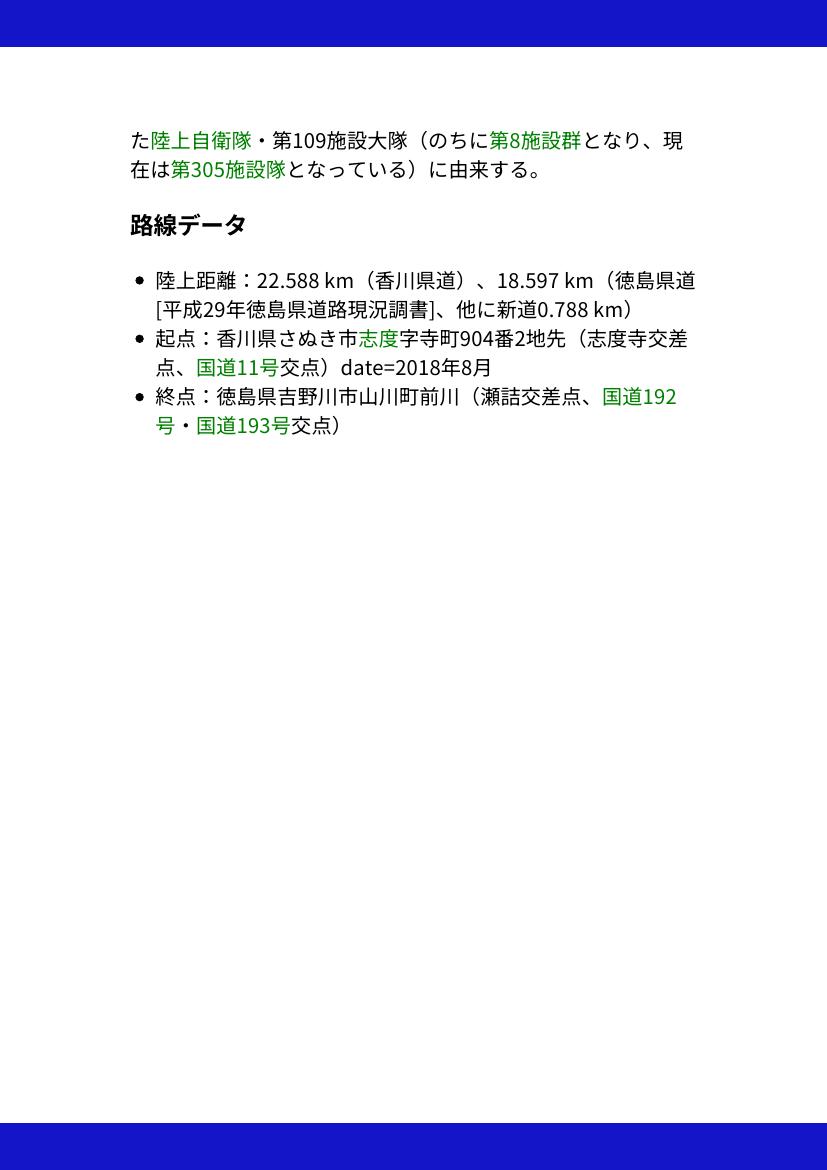 た陸上自衛隊・第109施設大隊（のちに第8施設群となり、現
在は第305施設隊となっている）に由来する。
路線データ
• 陸上距離：22.588 km（香川県道）、18.597 km（徳島県道
[平成29年徳島県道路現況調書]、他に新道0.788 km）
• 起点：香川県さぬき市志度字寺町904番2地先（志度寺交差
点、国道11号交点）date=2018年8月
• 終点：徳島県吉野川市山川町前川（瀬詰交差点、国道192
号・国道193号交点）